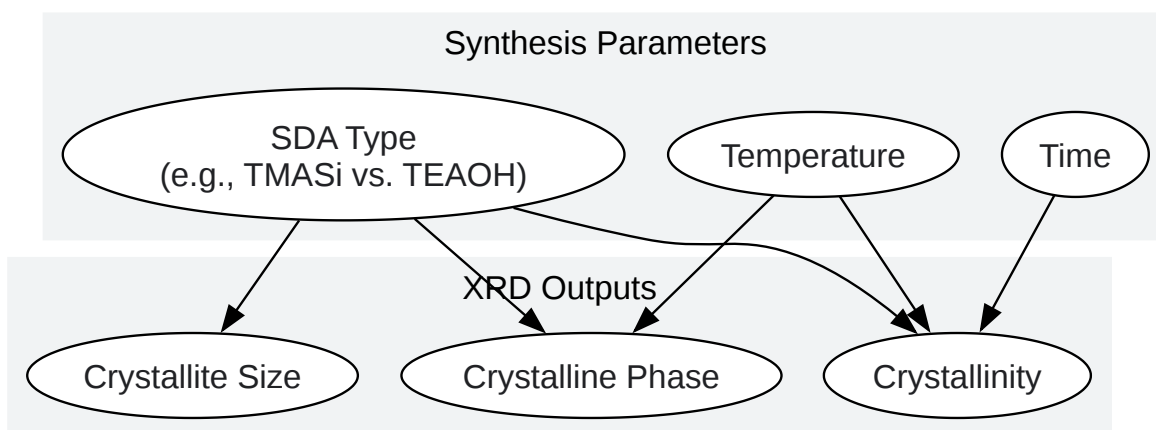 Synthesis Parameters
SDA Type
(e.g., TMASi vs. TEAOH)
Temperature
Time
XRD Outputs
Crystallite Size
Crystalline Phase
Crystallinity